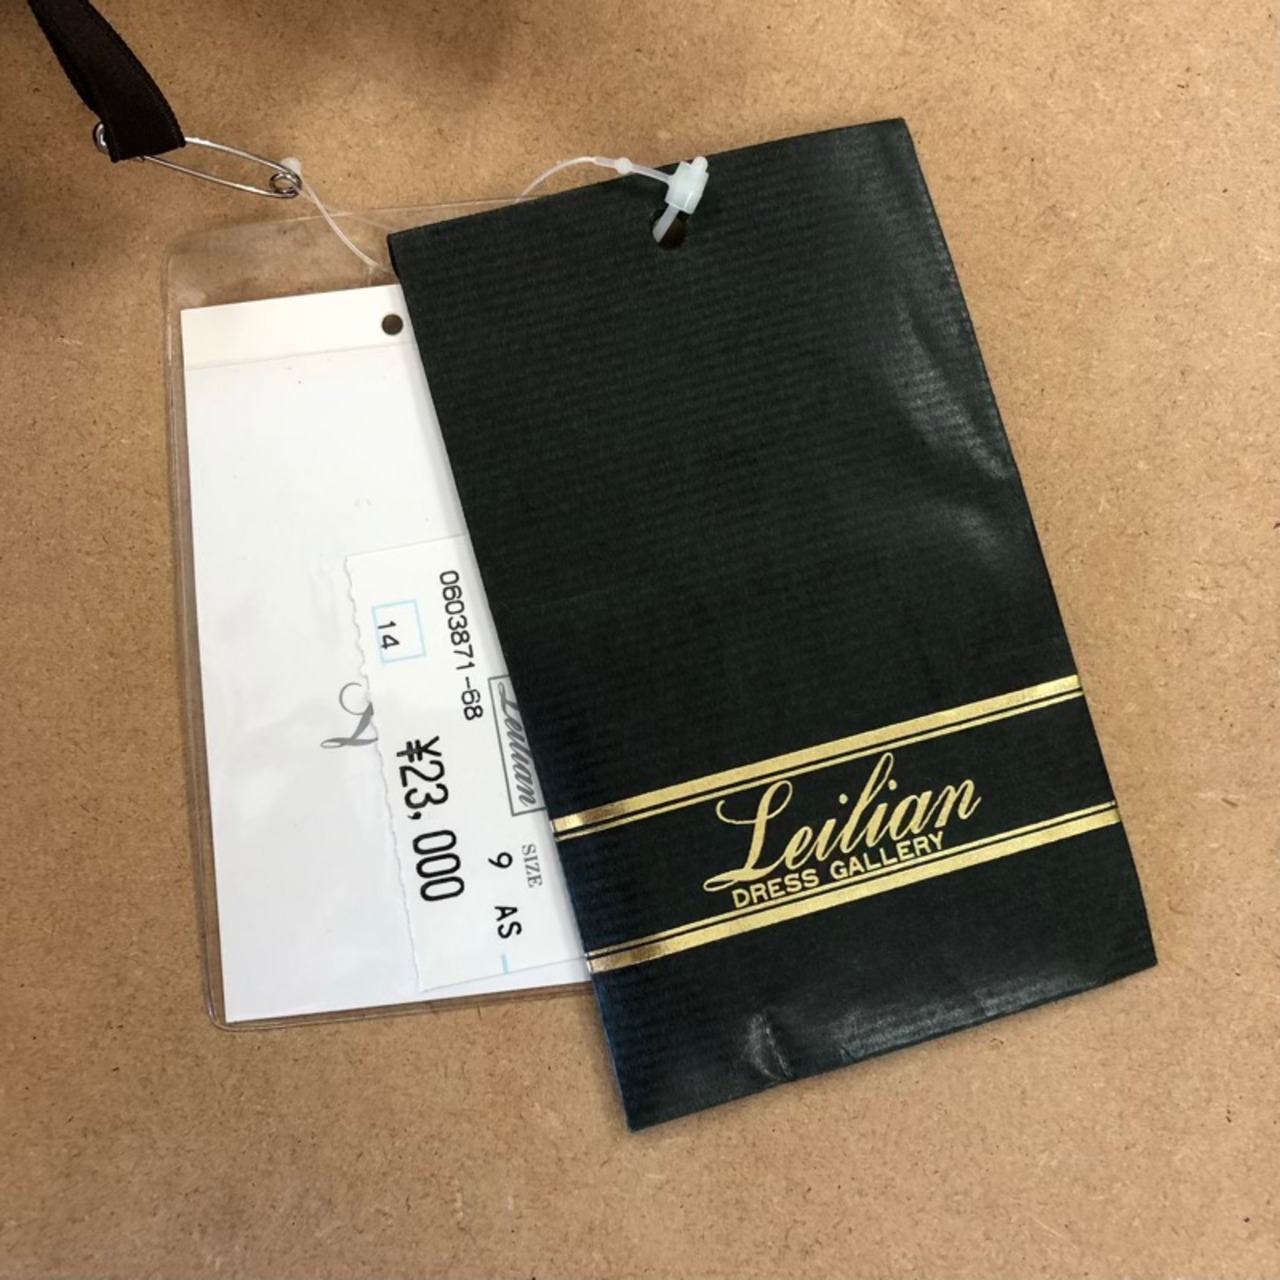 0603871-68
14
¥23,000
Leilian
SIZE
9 AS
Leilian
DRESS GALLERY